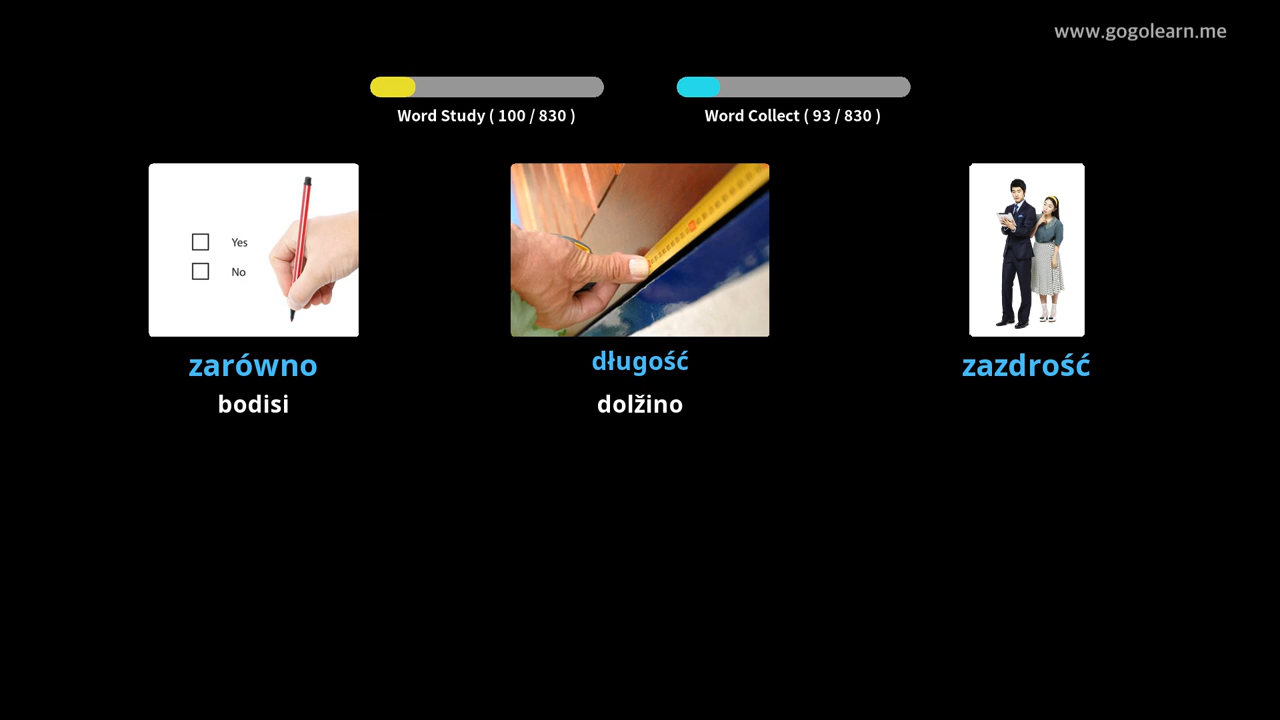 www.gogolearn.me
Word Study ( 100 / 830 )
Word Collect ( 93 / 830 )
Yes
No
zarówno
bodisi
długość
dolžino
zazdrość